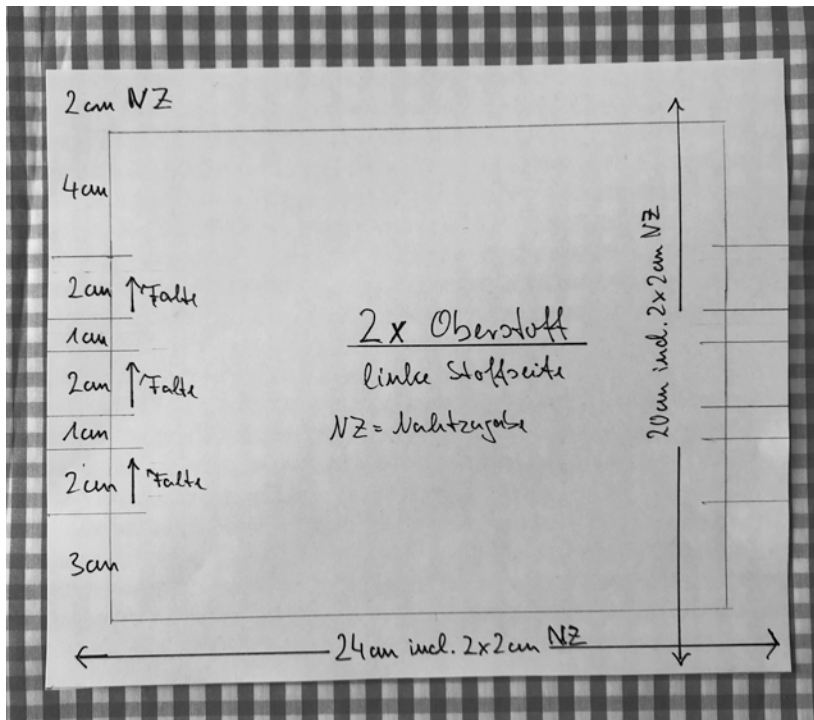 2cm NZ
4cm
2cm ↑ Falte
1cm
2cm ↑ Falte
1cm
2cm ↑ Falte
3cm
2x Oberstoff
linke Stoffseite
NZ = Nahtzugabe
20cm incl. 2x2cm NZ
24cm incl. 2x2cm NZ